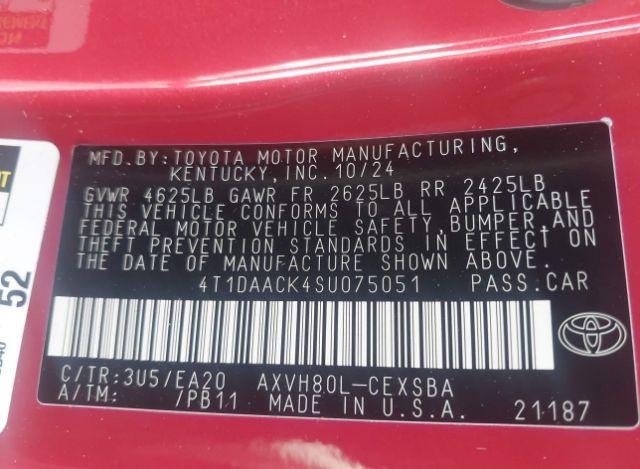 MFD.BY:TOYOTA MOTOR MANUFACTURING,
KENTUCKY,INC.10/24
GVWR 4625LB GAWR FR 2625LB RR 2425LB
THIS VEHICLE CONFORMS TO ALL APPLICABLE
FEDERAL MOTOR VEHICLE SAFETY,BUMPER,AND
THEFT PREVENTION STANDARDS IN EFFECT ON
THE DATE OF MANUFACTURE SHOWN ABOVE.
4T1DAACK4SU075051 PASS.CAR
C/TR:3U5/EA20 AXVH80L-CEXSBA
A/TM: /PB11 MADE IN U.S.A. 21187
TOYOTA
52